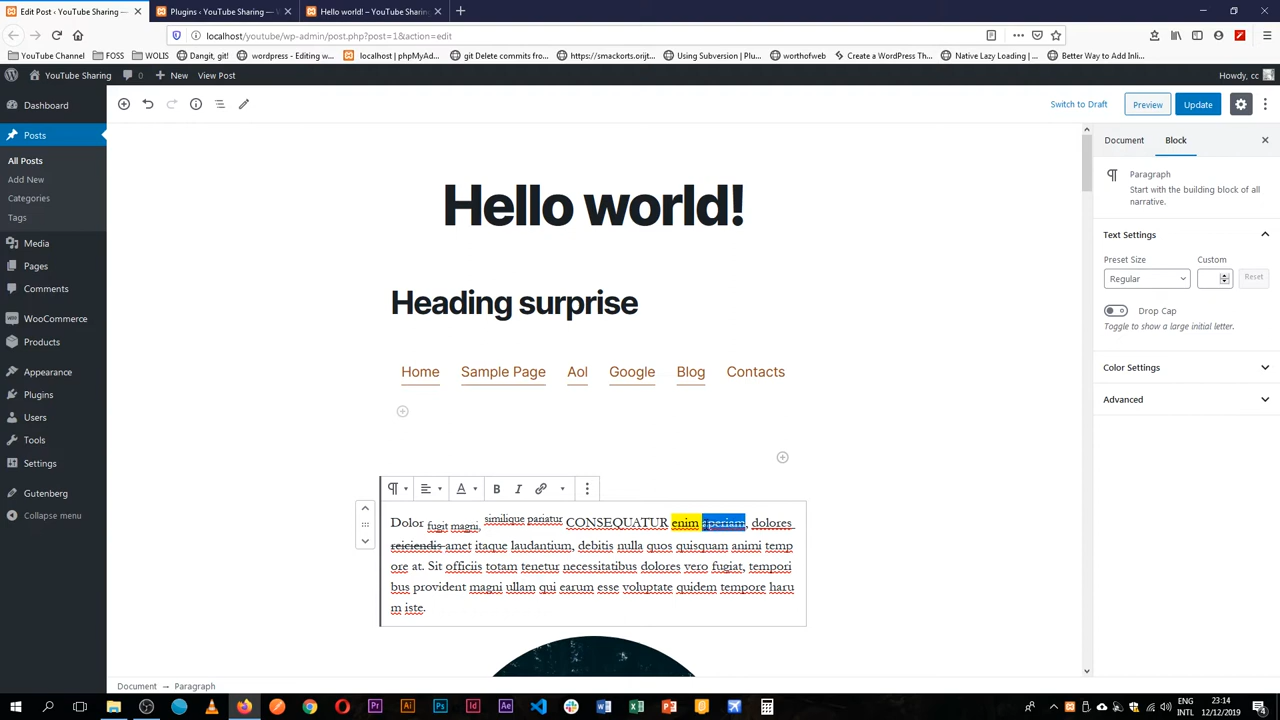 Edit Post ‹ YouTube Sharing —
Plugins ‹ YouTube Sharing — W
Hello world! – YouTube Sharing
localhost/youtube/wp-admin/post.php?post=1&action=edit
YouTube Channel
FOSS
WOLIS
Dangit, git!
wordpress - Editing w
localhost | phpMyAd
git Delete commits fro
https://smackorts.orijt
Using Subversion | Plu
worthofweb
Create a WordPress Th
Native Lazy Loading |
Better Way to Add Inli
YouTube Sharing
0
New
View Post
Howdy, cc
Dashboard
Posts
All Posts
Add New
Categories
Tags
Media
Pages
Comments
WooCommerce
Products
Appearance
Plugins
Users
Tools
Settings
Gutenberg
Collapse menu
Switch to Draft
Preview
Update
Hello world!
Heading surprise
Home Sample Page Aol Google Blog Contacts
B I
Dolor fugit magni, similique pariatur CONSEQUATUR enim aperiam, dolores
reiciendis amet itaque laudantium, debitis nulla quos quisquam animi temp
ore at. Sit officiis totam tenetur necessitatibus dolores vero fugiat, tempori
bus provident magni ullam qui earum esse voluptate quidem tempore haru
m iste.
Document → Paragraph
Document
Block
Paragraph
Start with the building block of all
narrative.
Text Settings
Preset Size
Custom
Regular
Reset
Drop Cap
Toggle to show a large initial letter.
Color Settings
Advanced
ENG
INTL
23:14
12/12/2019